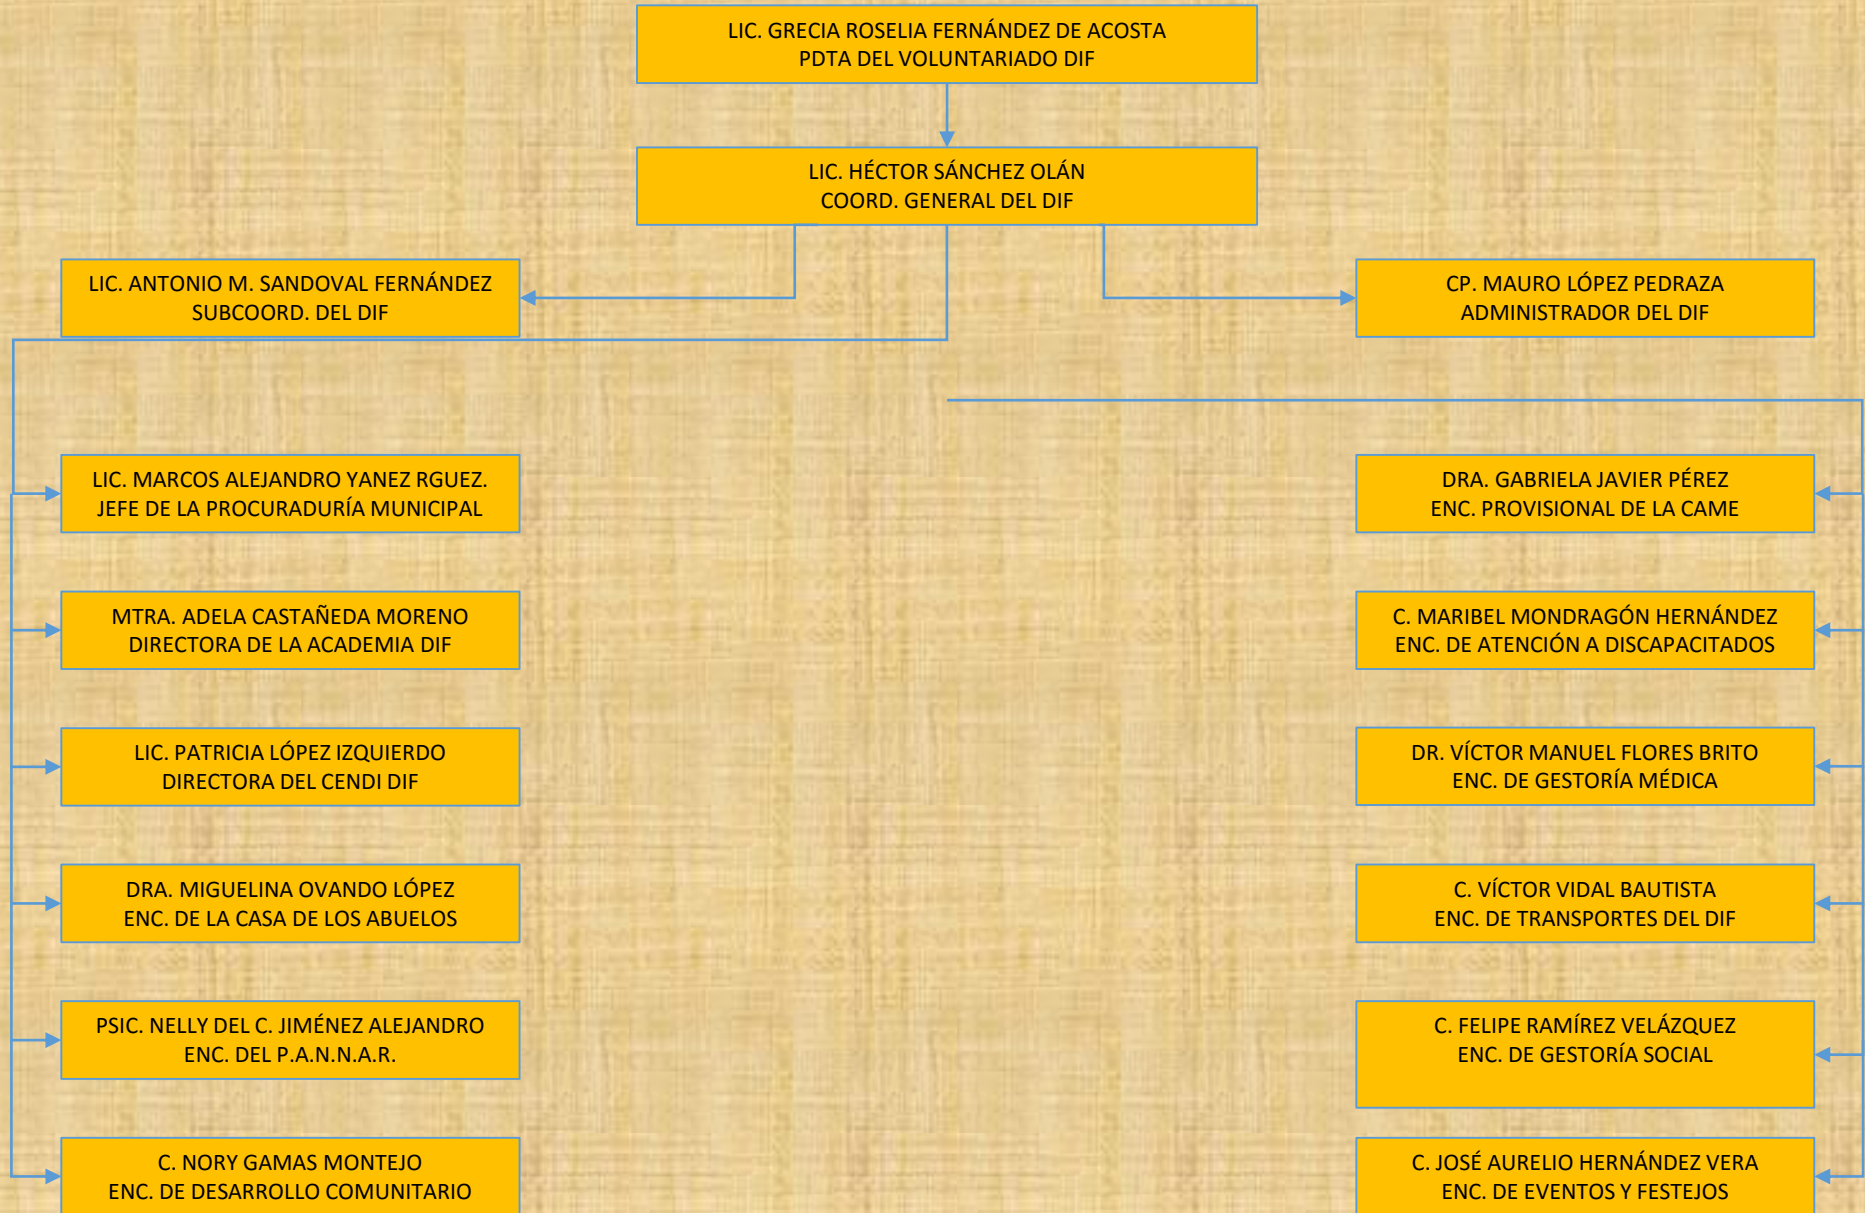 LIC. GRECIA ROSELIA FERNÁNDEZ DE ACOSTA
PDTA DEL VOLUNTARIADO DIF
LIC. HÉCTOR SÁNCHEZ OLÁN
COORD. GENERAL DEL DIF
LIC. ANTONIO M. SANDOVAL FERNÁNDEZ
SUBCOORD. DEL DIF
CP. MAURO LÓPEZ PEDRAZA
ADMINISTRADOR DEL DIF
LIC. MARCOS ALEJANDRO YANEZ RGUEZ.
JEFE DE LA PROCURADURÍA MUNICIPAL
DRA. GABRIELA JAVIER PÉREZ
ENC. PROVISIONAL DE LA CAME
MTRA. ADELA CASTAÑEDA MORENO
DIRECTORA DE LA ACADEMIA DIF
C. MARIBEL MONDRAGÓN HERNÁNDEZ
ENC. DE ATENCIÓN A DISCAPACITADOS
LIC. PATRICIA LÓPEZ IZQUIERDO
DIRECTORA DEL CENDI DIF
DR. VÍCTOR MANUEL FLORES BRITO
ENC. DE GESTORÍA MÉDICA
DRA. MIGUELINA OVANDO LÓPEZ
ENC. DE LA CASA DE LOS ABUELOS
C. VÍCTOR VIDAL BAUTISTA
ENC. DE TRANSPORTES DEL DIF
PSIC. NELLY DEL C. JIMÉNEZ ALEJANDRO
ENC. DEL P.A.N.N.A.R.
C. FELIPE RAMÍREZ VELÁZQUEZ
ENC. DE GESTORÍA SOCIAL
C. NORY GAMAS MONTEJO
ENC. DE DESARROLLO COMUNITARIO
C. JOSÉ AURELIO HERNÁNDEZ VERA
ENC. DE EVENTOS Y FESTEJOS